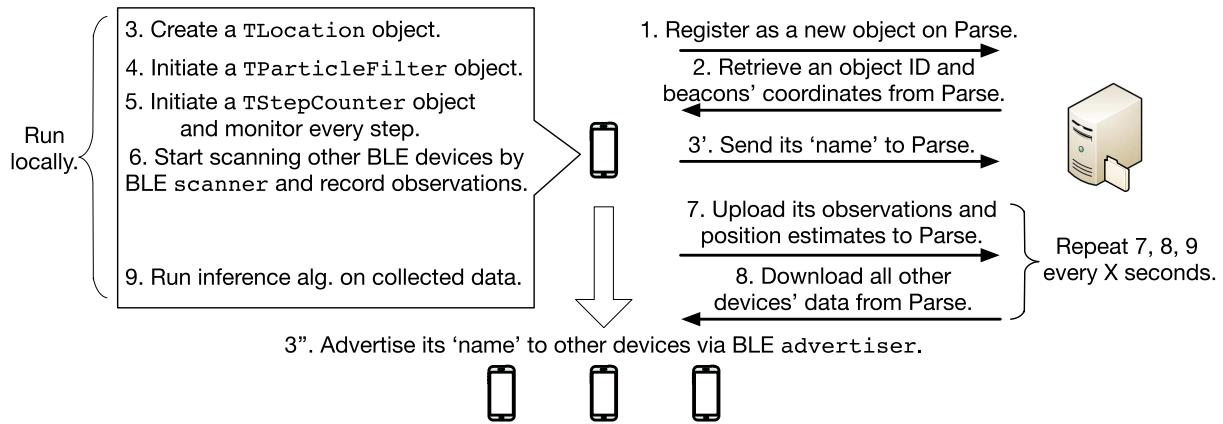 Run
locally.
3. Create a TLocation object.
4. Initiate a TParticleFilter object.
5. Initiate a TStepCounter object
and monitor every step.
6. Start scanning other BLE devices by
BLE scanner and record observations.
9. Run inference alg. on collected data.
1. Register as a new object on Parse.
2. Retrieve an object ID and
beacons’ coordinates from Parse.
3’. Send its ‘name’ to Parse.
7. Upload its observations and
position estimates to Parse.
8. Download all other
devices’ data from Parse.
Repeat 7, 8, 9
every X seconds.
3”. Advertise its ‘name’ to other devices via BLE advertiser.